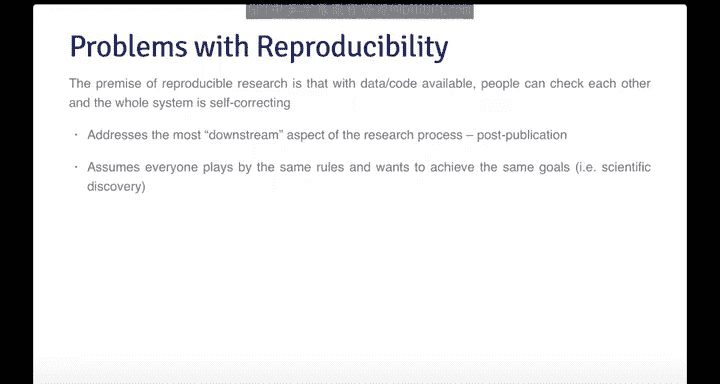 Problems with Reproducibility
The premise of reproducible research is that with data/code available, people can check each other
and the whole system is self-correcting
· Addresses the most “downstream” aspect of the research process – post-publication
· Assumes everyone plays by the same rules and wants to achieve the same goals (i.e. scientific
discovery)